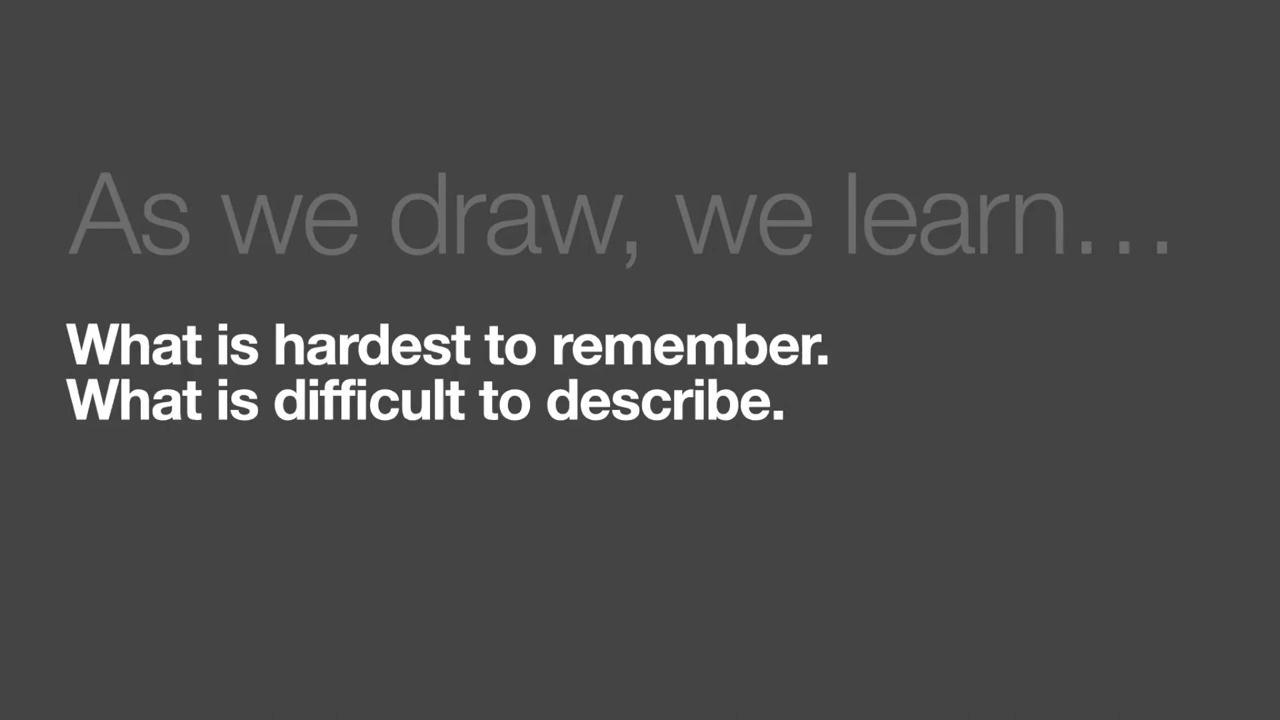 As we draw, we learn…
What is hardest to remember.
What is difficult to describe.